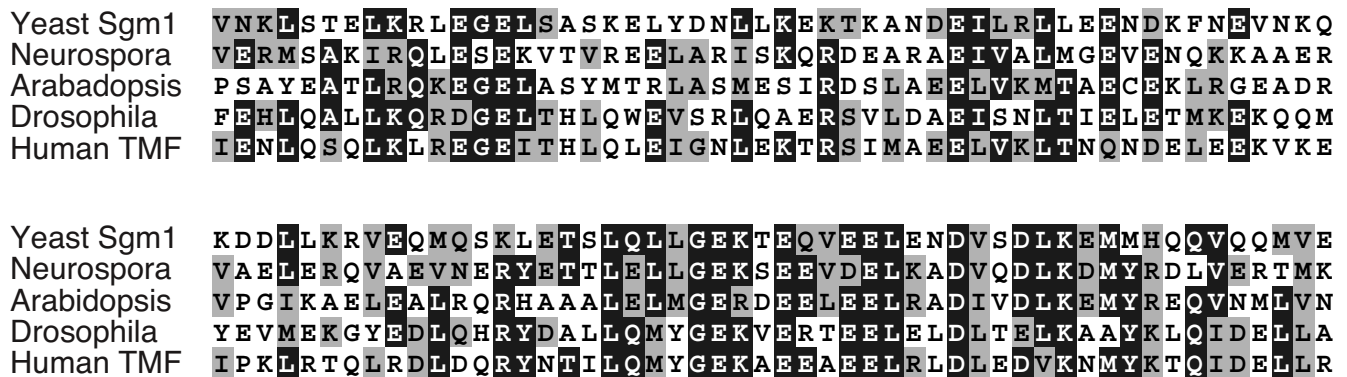 Yeast Sgm1 VNKLSTELKRLEGELSASKELYDNLLKEKTKANDEILRLLEENDKFNEVNKQ
Neurospora VERMSAKIRQLESEKVTVREELARISKQRDEARAEIVALMGEVENQKKAAER
Arabadopsis PSAYEATLRQKEGELASYMTRLASMESIRDSLAEELVKMTAECEKLRGEADR
Drosophila FEHLQALLKQRDGELTHLQWEVSRLQAERSVLDAEISNLTIELETMKEKQQM
Human TMF IENLQSQLKLREGEITHLQLEIGNLEKTRSIMAEELVKLTNQNDELEEKVKE
Yeast Sgm1 KDDLLKRVEQMQSKLETSLQLLGEKTEQVEELENDVSDLKEMMHQQVQQMVE
Neurospora VAELERQVAEVNERYETTLELLGEKSEEVDELKADVQDLKDMYRDLVERTMK
Arabidopsis VPGIKAELEALRQRHAAALELMGERDEELEELRADIVDLKEMYREQVNMLVN
Drosophila YEVMEKGYEDLQHRYDALLQMYGEKVERTEELELDLTELKAAYKLQIDELLA
Human TMF IPKLRTQLRDLDQRYNTILQMYGEKAEEAEELRLDLEDVKNMYKTQIDELLR